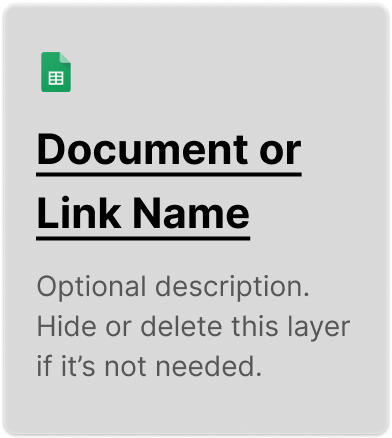 Document or
Link Name
Optional description.
Hide or delete this layer
if it’s not needed.